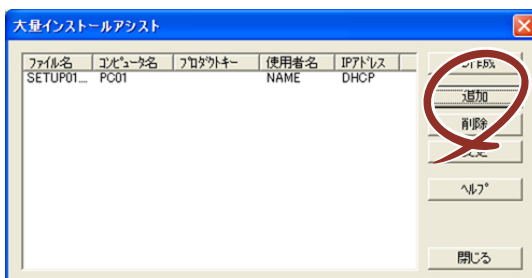 大量インストールアシスト
ﾌｧｲﾙ名 ｺﾝﾋﾟｭｰﾀ名 ﾌﾟﾛﾀﾞｸﾄｷｰ 使用者名 IPｱﾄﾞﾚｽ
SETUP01... PC01 NAME DHCP
追加
削除
ﾍﾙﾌﾟ
閉じる